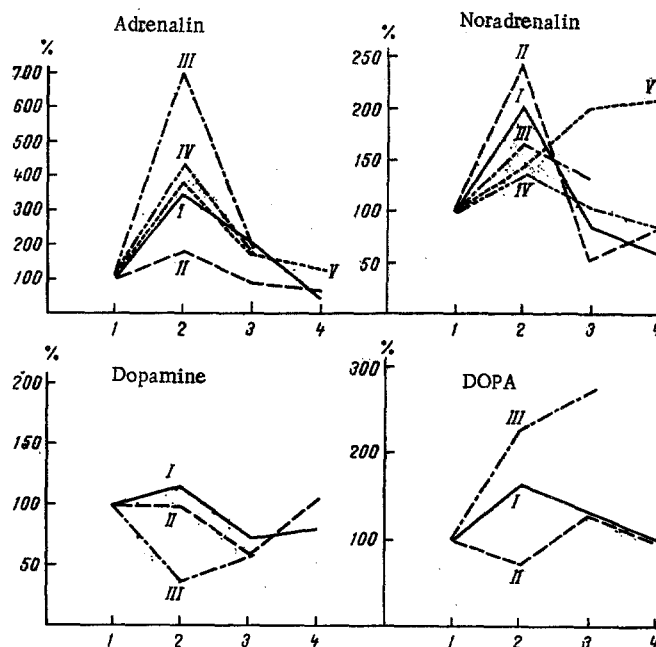 Adrenalin
%
700
600
500
400
300
200
100
III
IV
I
II
V
1 2 3 4
Noradrenalin
%
250
200
150
100
50
II
I
III
IV
V
1 2 3 4
Dopamine
%
200
150
100
50
I
II
III
1 2 3 4
DOPA
%
300
200
100
III
I
II
1 2 3 4